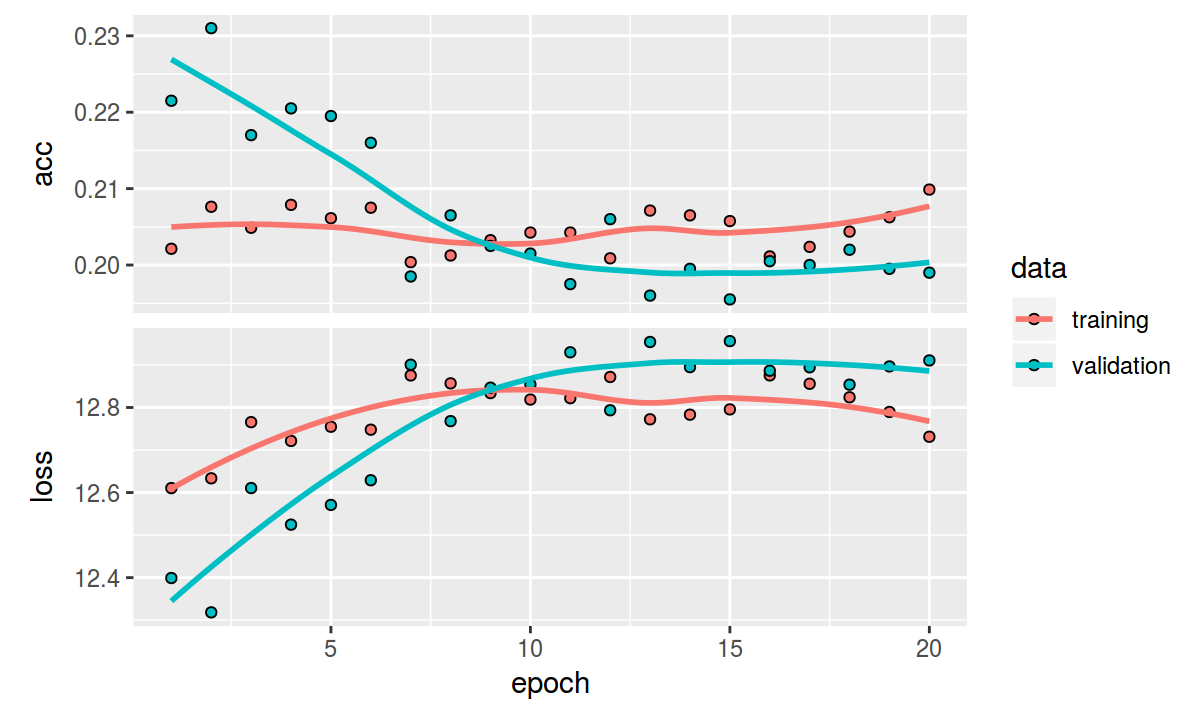 acc
0.23
0.22
0.21
0.20
loss
12.8
12.6
12.4
5 10 15 20
epoch
data
training
validation